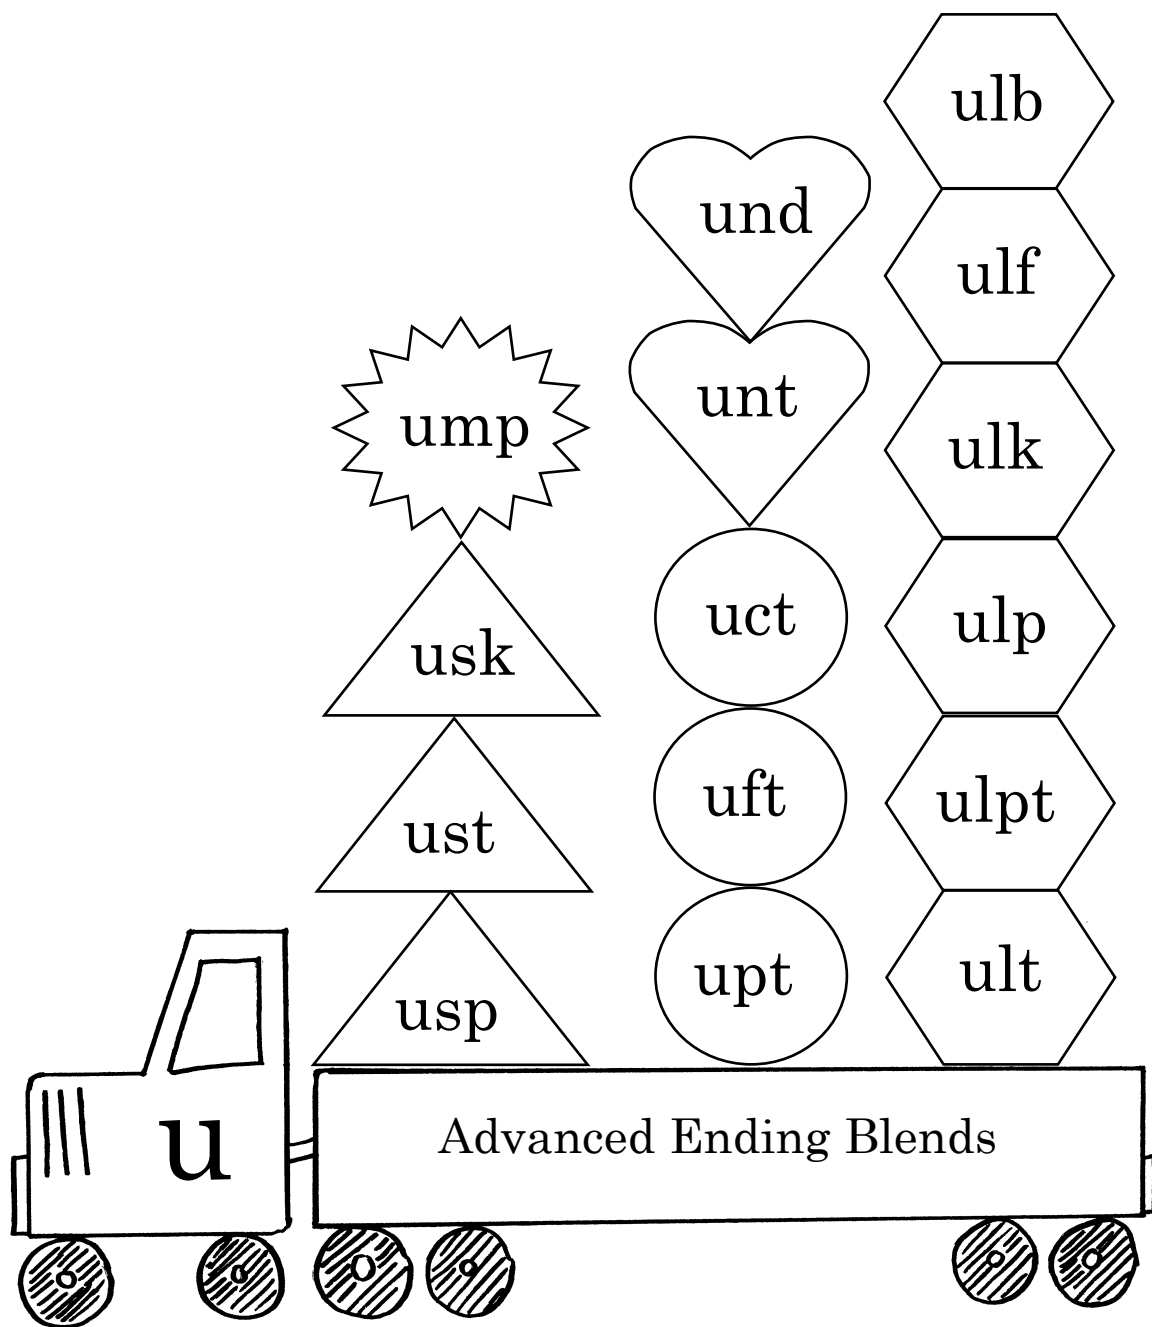 ump
usk
ust
usp
und
unt
uct
uft
upt
ulb
ulf
ulk
ulp
ulpt
ult
u
Advanced Ending Blends